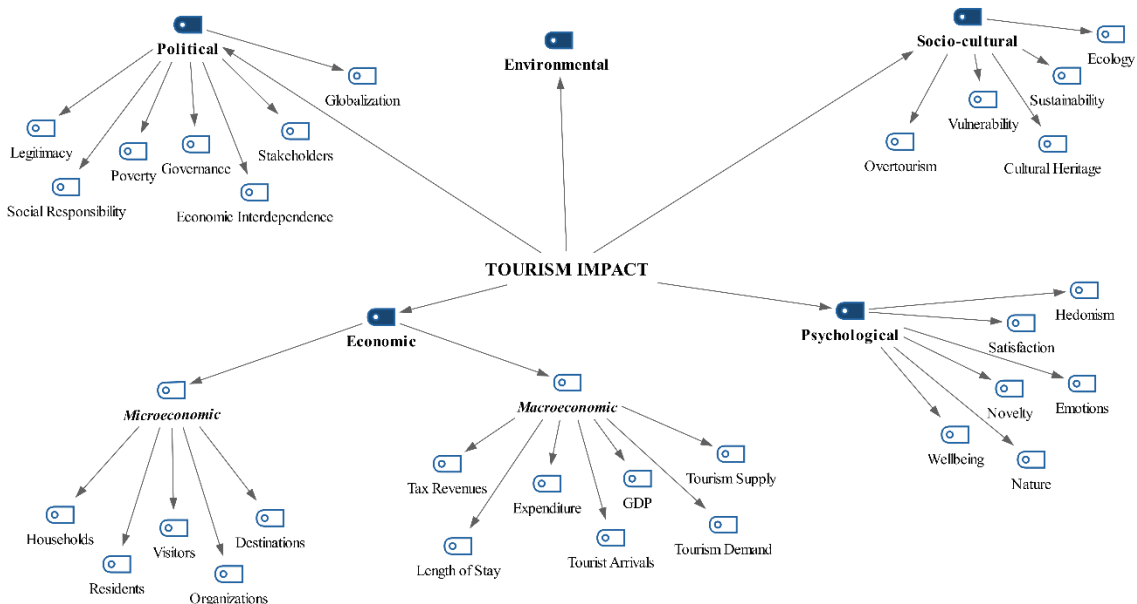 Political
Environmental
Socio-cultural
Ecology
Globalization
Sustainability
Vulnerability
Legitimacy
Poverty
Governance
Stakeholders
Overtourism
Cultural Heritage
Social Responsibility
Economic Interdependence
TOURISM IMPACT
Economic
Psychological
Hedonism
Satisfaction
Emotions
Novelty
Wellbeing
Nature
Microeconomic
Macroeconomic
Tax Revenues
Expenditure
GDP
Tourism Supply
Households
Visitors
Destinations
Length of Stay
Tourist Arrivals
Tourism Demand
Residents
Organizations